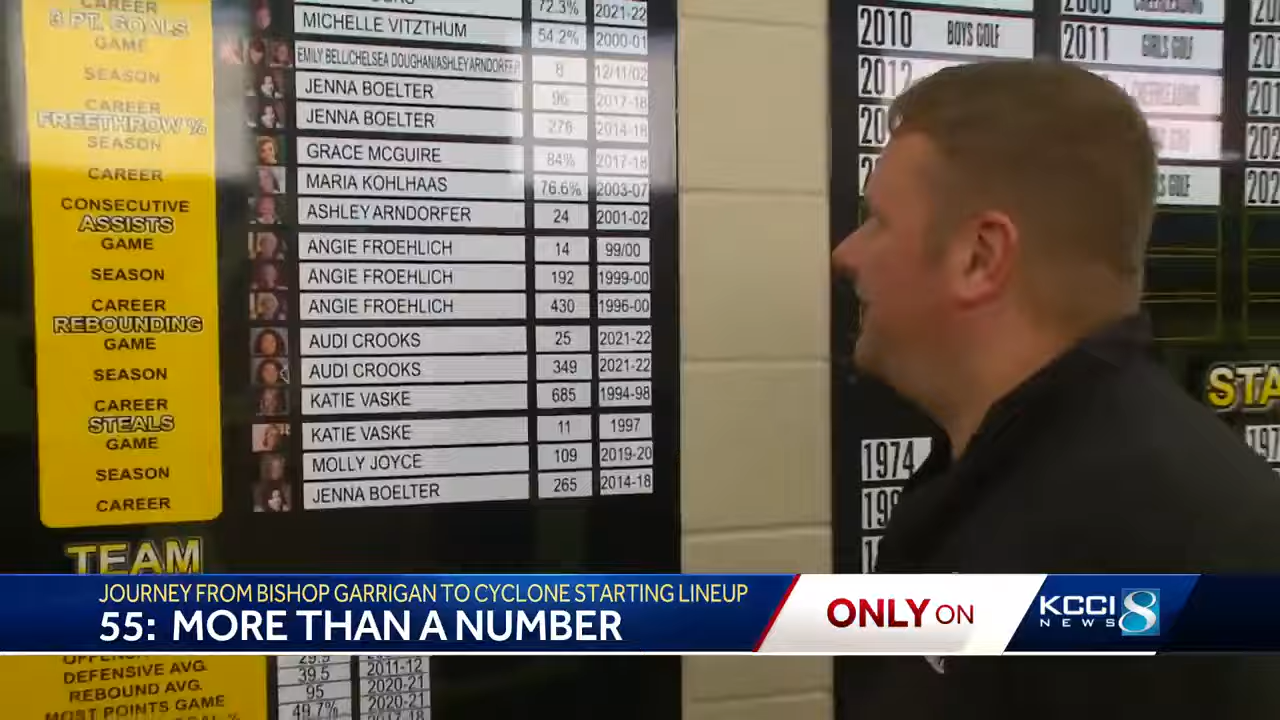 CAREER
3 PT. GOALS
GAME
SEASON
CAREER
FREETHROW %
SEASON
CAREER
CONSECUTIVE
ASSISTS
GAME
SEASON
CAREER
REBOUNDING
GAME
SEASON
CAREER
STEALS
GAME
SEASON
CAREER
TEAM
72.3% 2021-22
MICHELLE VITZTHUM 54.2% 2000-01
EMILY BELL/CHELSEA DOUGHAN/ASHLEY ARNDORFER 8 12/11/02
JENNA BOELTER 96 2017-18
JENNA BOELTER 276 2014-18
GRACE MCGUIRE 84% 2017-18
MARIA KOHLHAAS 76.6% 2003-07
ASHLEY ARNDORFER 24 2001-02
ANGIE FROEHLICH 14 99/00
ANGIE FROEHLICH 192 1999-00
ANGIE FROEHLICH 430 1996-00
AUDI CROOKS 25 2021-22
AUDI CROOKS 349 2021-22
KATIE VASKE 685 1994-98
KATIE VASKE 11 1997
MOLLY JOYCE 109 2019-20
JENNA BOELTER 265 2014-18
2010 BOYS GOLF
2012
2011 GIRLS GOLF
CHEERLEADING
GOLF
STA
1974
JOURNEY FROM BISHOP GARRIGAN TO CYCLONE STARTING LINEUP
55: MORE THAN A NUMBER
ONLY ON
KCCI 8
NEWS
DEFENSIVE AVG. 39.5 2011-12
REBOUND AVG. 95 2020-21
MOST POINTS GAME 49.7% 2020-21
2017-18